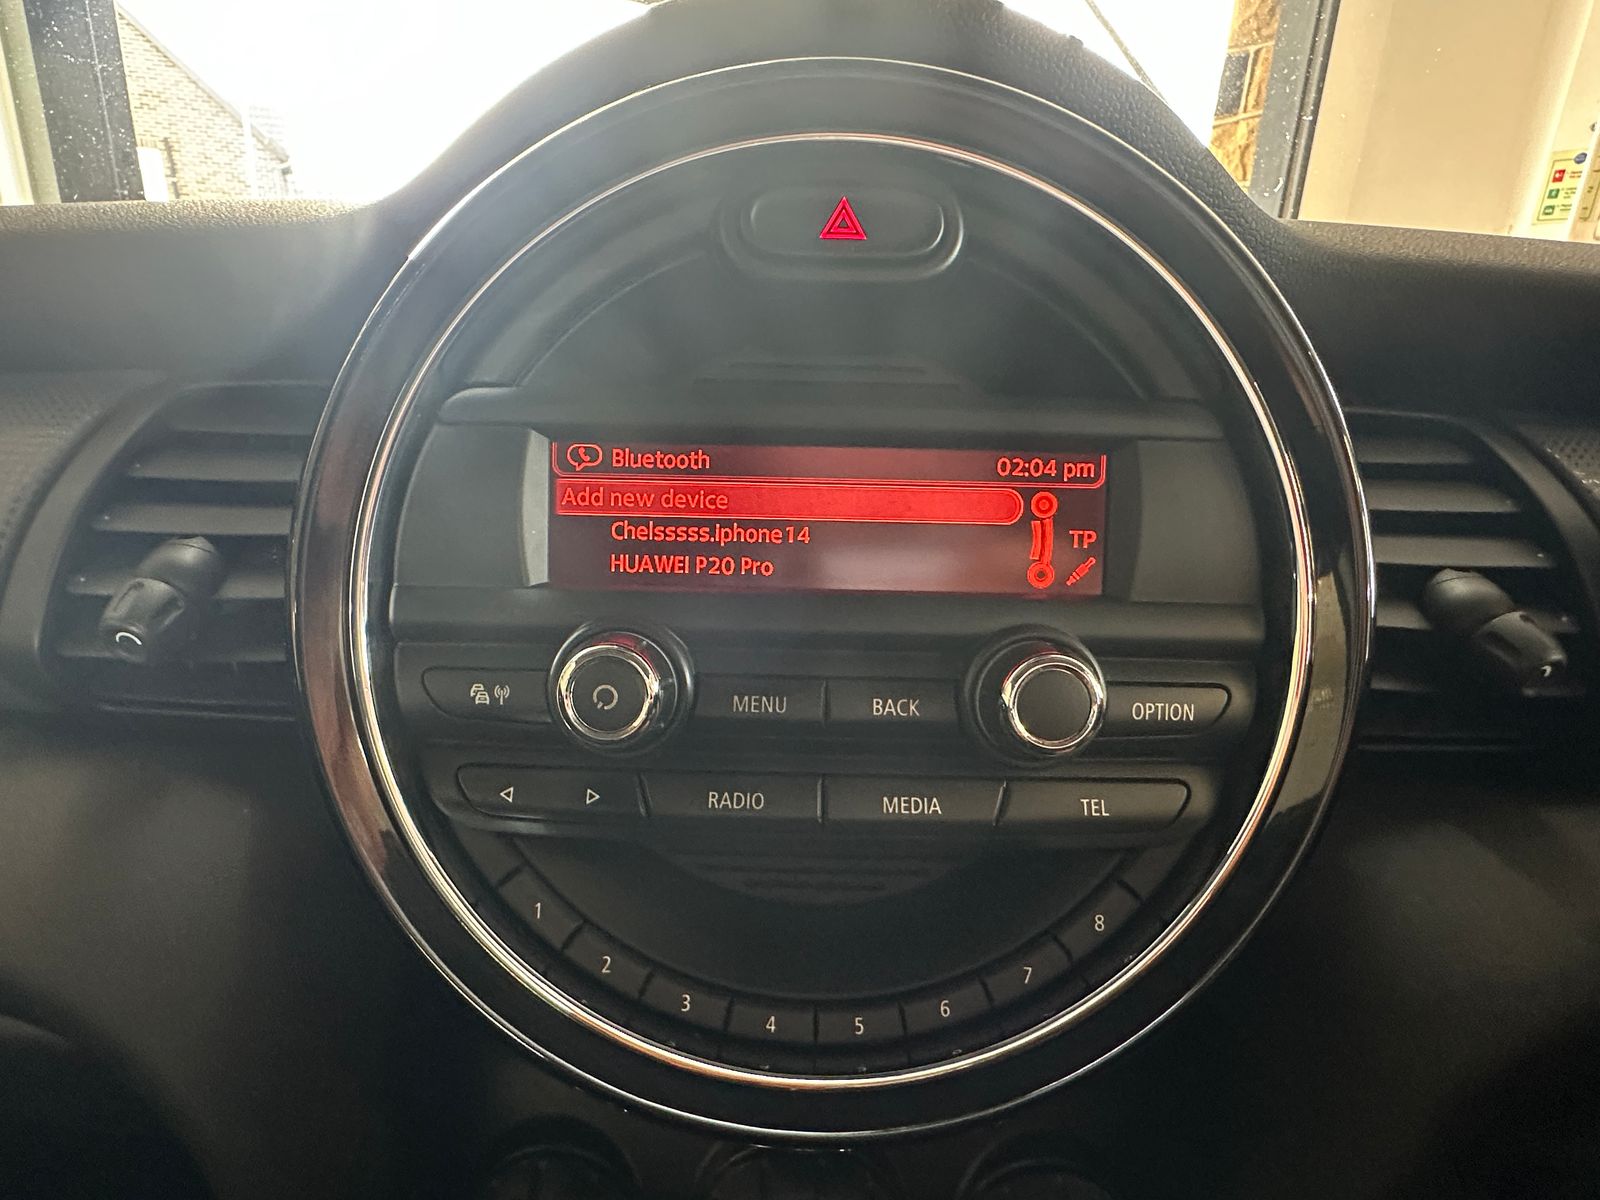 Bluetooth 02:04 pm
Add new device
Chelsssss.iphone14
TP
HUAWEI P20 Pro
MENU BACK OPTION
RADIO MEDIA TEL
1 2 3 4 5 6 7 8